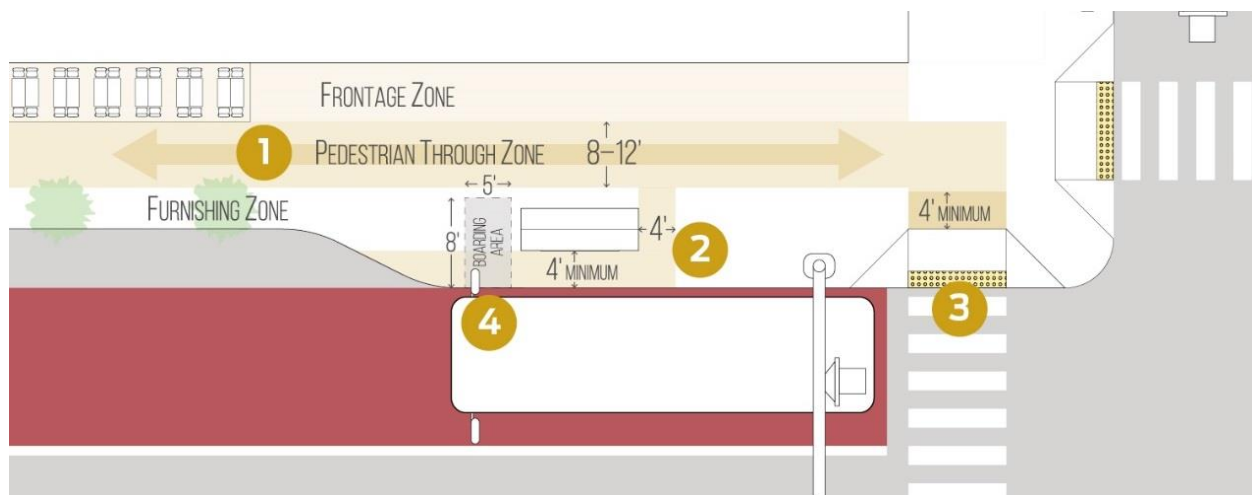 FRONTAGE ZONE
1
PEDESTRIAN THROUGH ZONE
8–12'
5'
FURNISHING ZONE
8'
BOARDING
AREA
4'
2
4' MINIMUM
4' MINIMUM
3
4